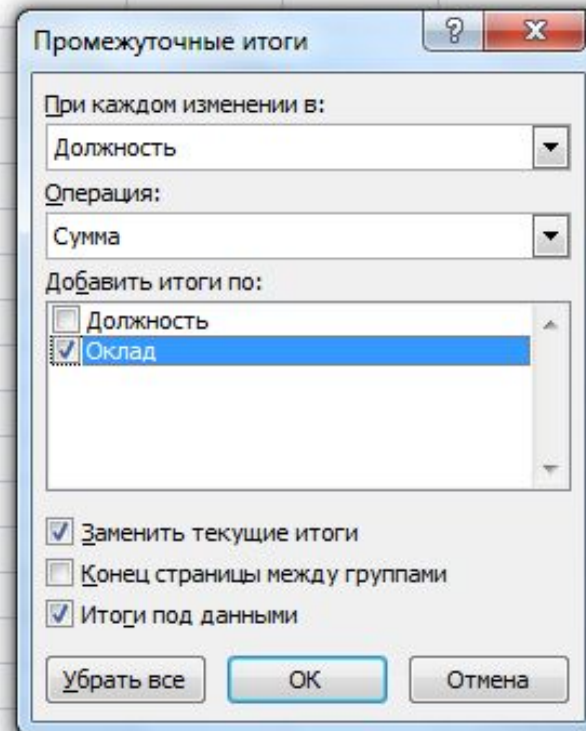 Промежуточные итоги
При каждом изменении в:
Должность
Операция:
Сумма
Добавить итоги по:
Должность
Оклад
Заменить текущие итоги
Конец страницы между группами
Итоги под данными
Убрать все ОК Отмена